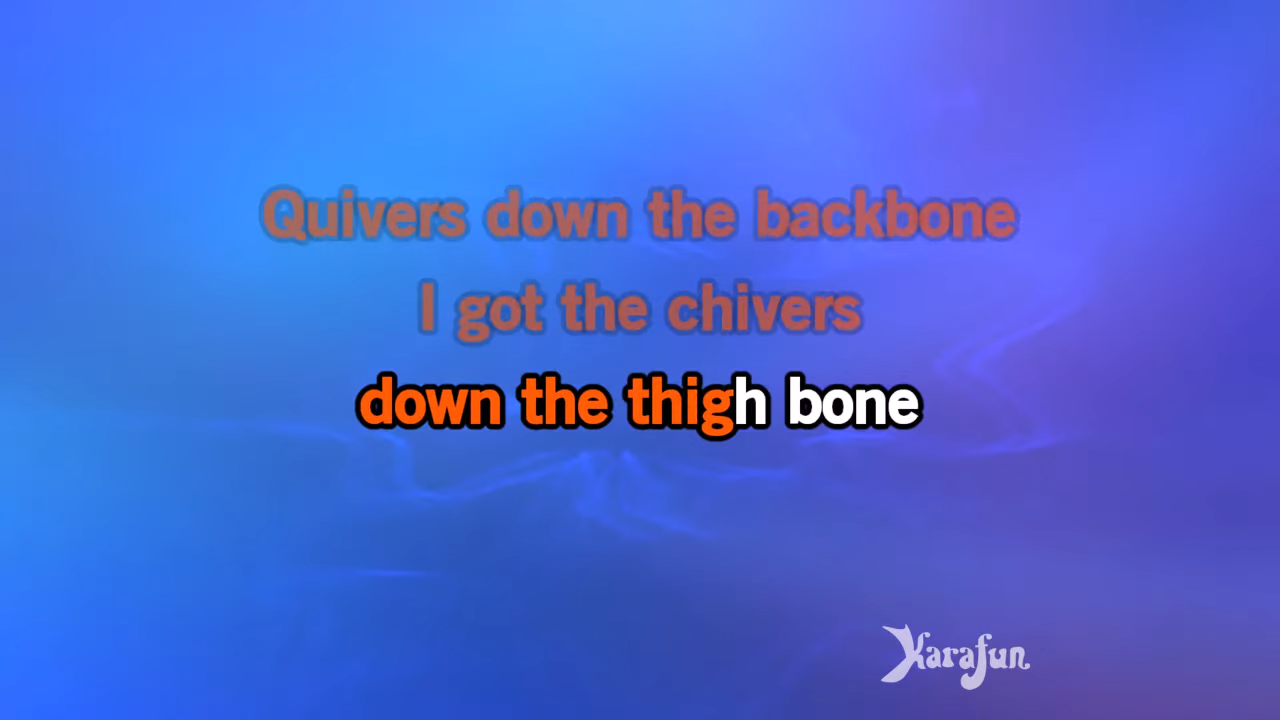 Quivers down the backbone
I got the chivers
down the thigh bone
Karafun